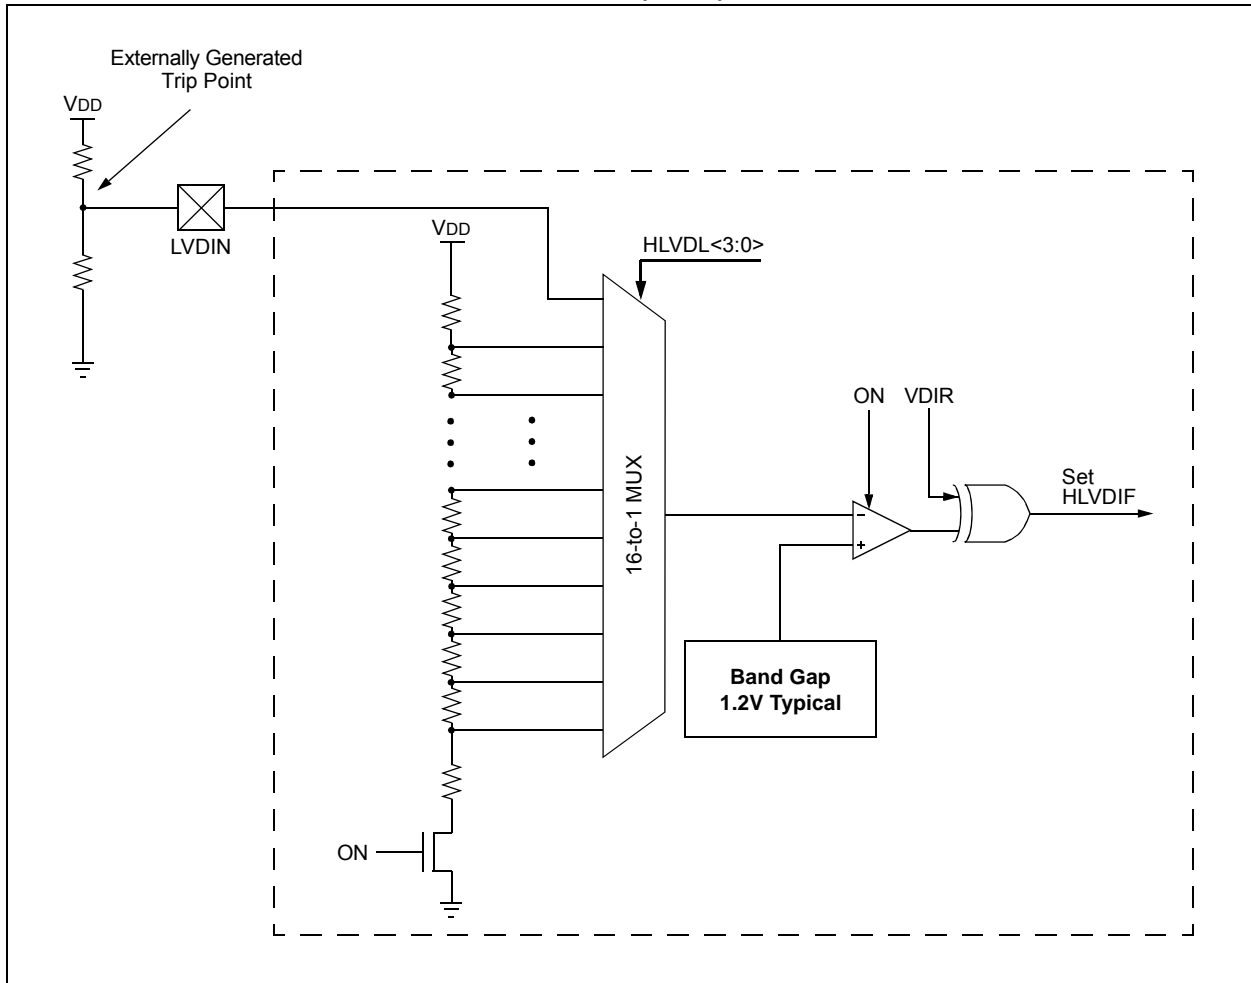 Externally Generated
Trip Point
VDD
LVDIN
VDD
HLVDL<3:0>
16-to-1 MUX
ON
VDIR
Set
HLVDIF
Band Gap
1.2V Typical
ON